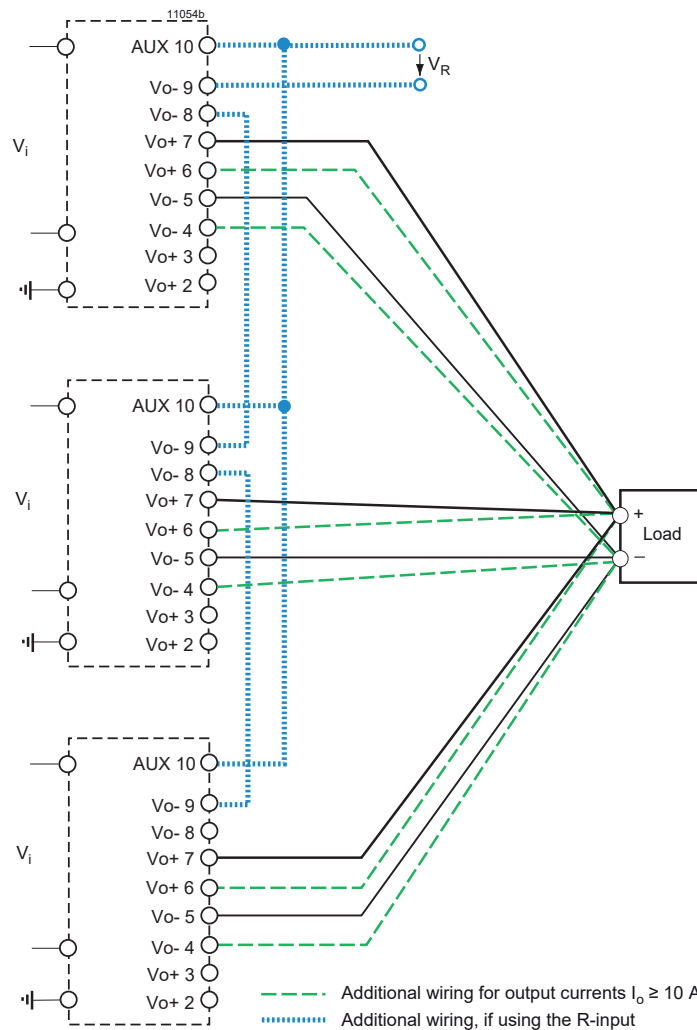 11054b
AUX 10
V_R
Vo- 9
Vo- 8
V_i
Vo+ 7
Vo+ 6
Vo- 5
Vo- 4
Vo+ 3
Vo+ 2
AUX 10
Vo- 9
Vo- 8
V_i
Vo+ 7
Vo+ 6
+
Load
Vo- 5
–
Vo- 4
Vo+ 3
Vo+ 2
AUX 10
Vo- 9
Vo- 8
V_i
Vo+ 7
Vo+ 6
Vo- 5
Vo- 4
Vo+ 3
Vo+ 2
Additional wiring for output currents I_o ≥ 10 A
Additional wiring, if using the R-input